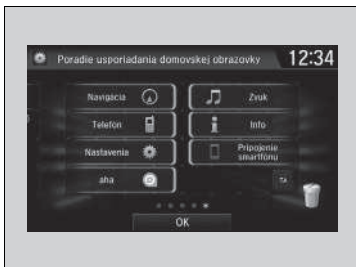 Poradie usporiadania domovskej obrazovky 12:34
Navigácia
Zvuk
Telefón
Info
Nastavenia
Pripojenie
smartfónu
aha
OK